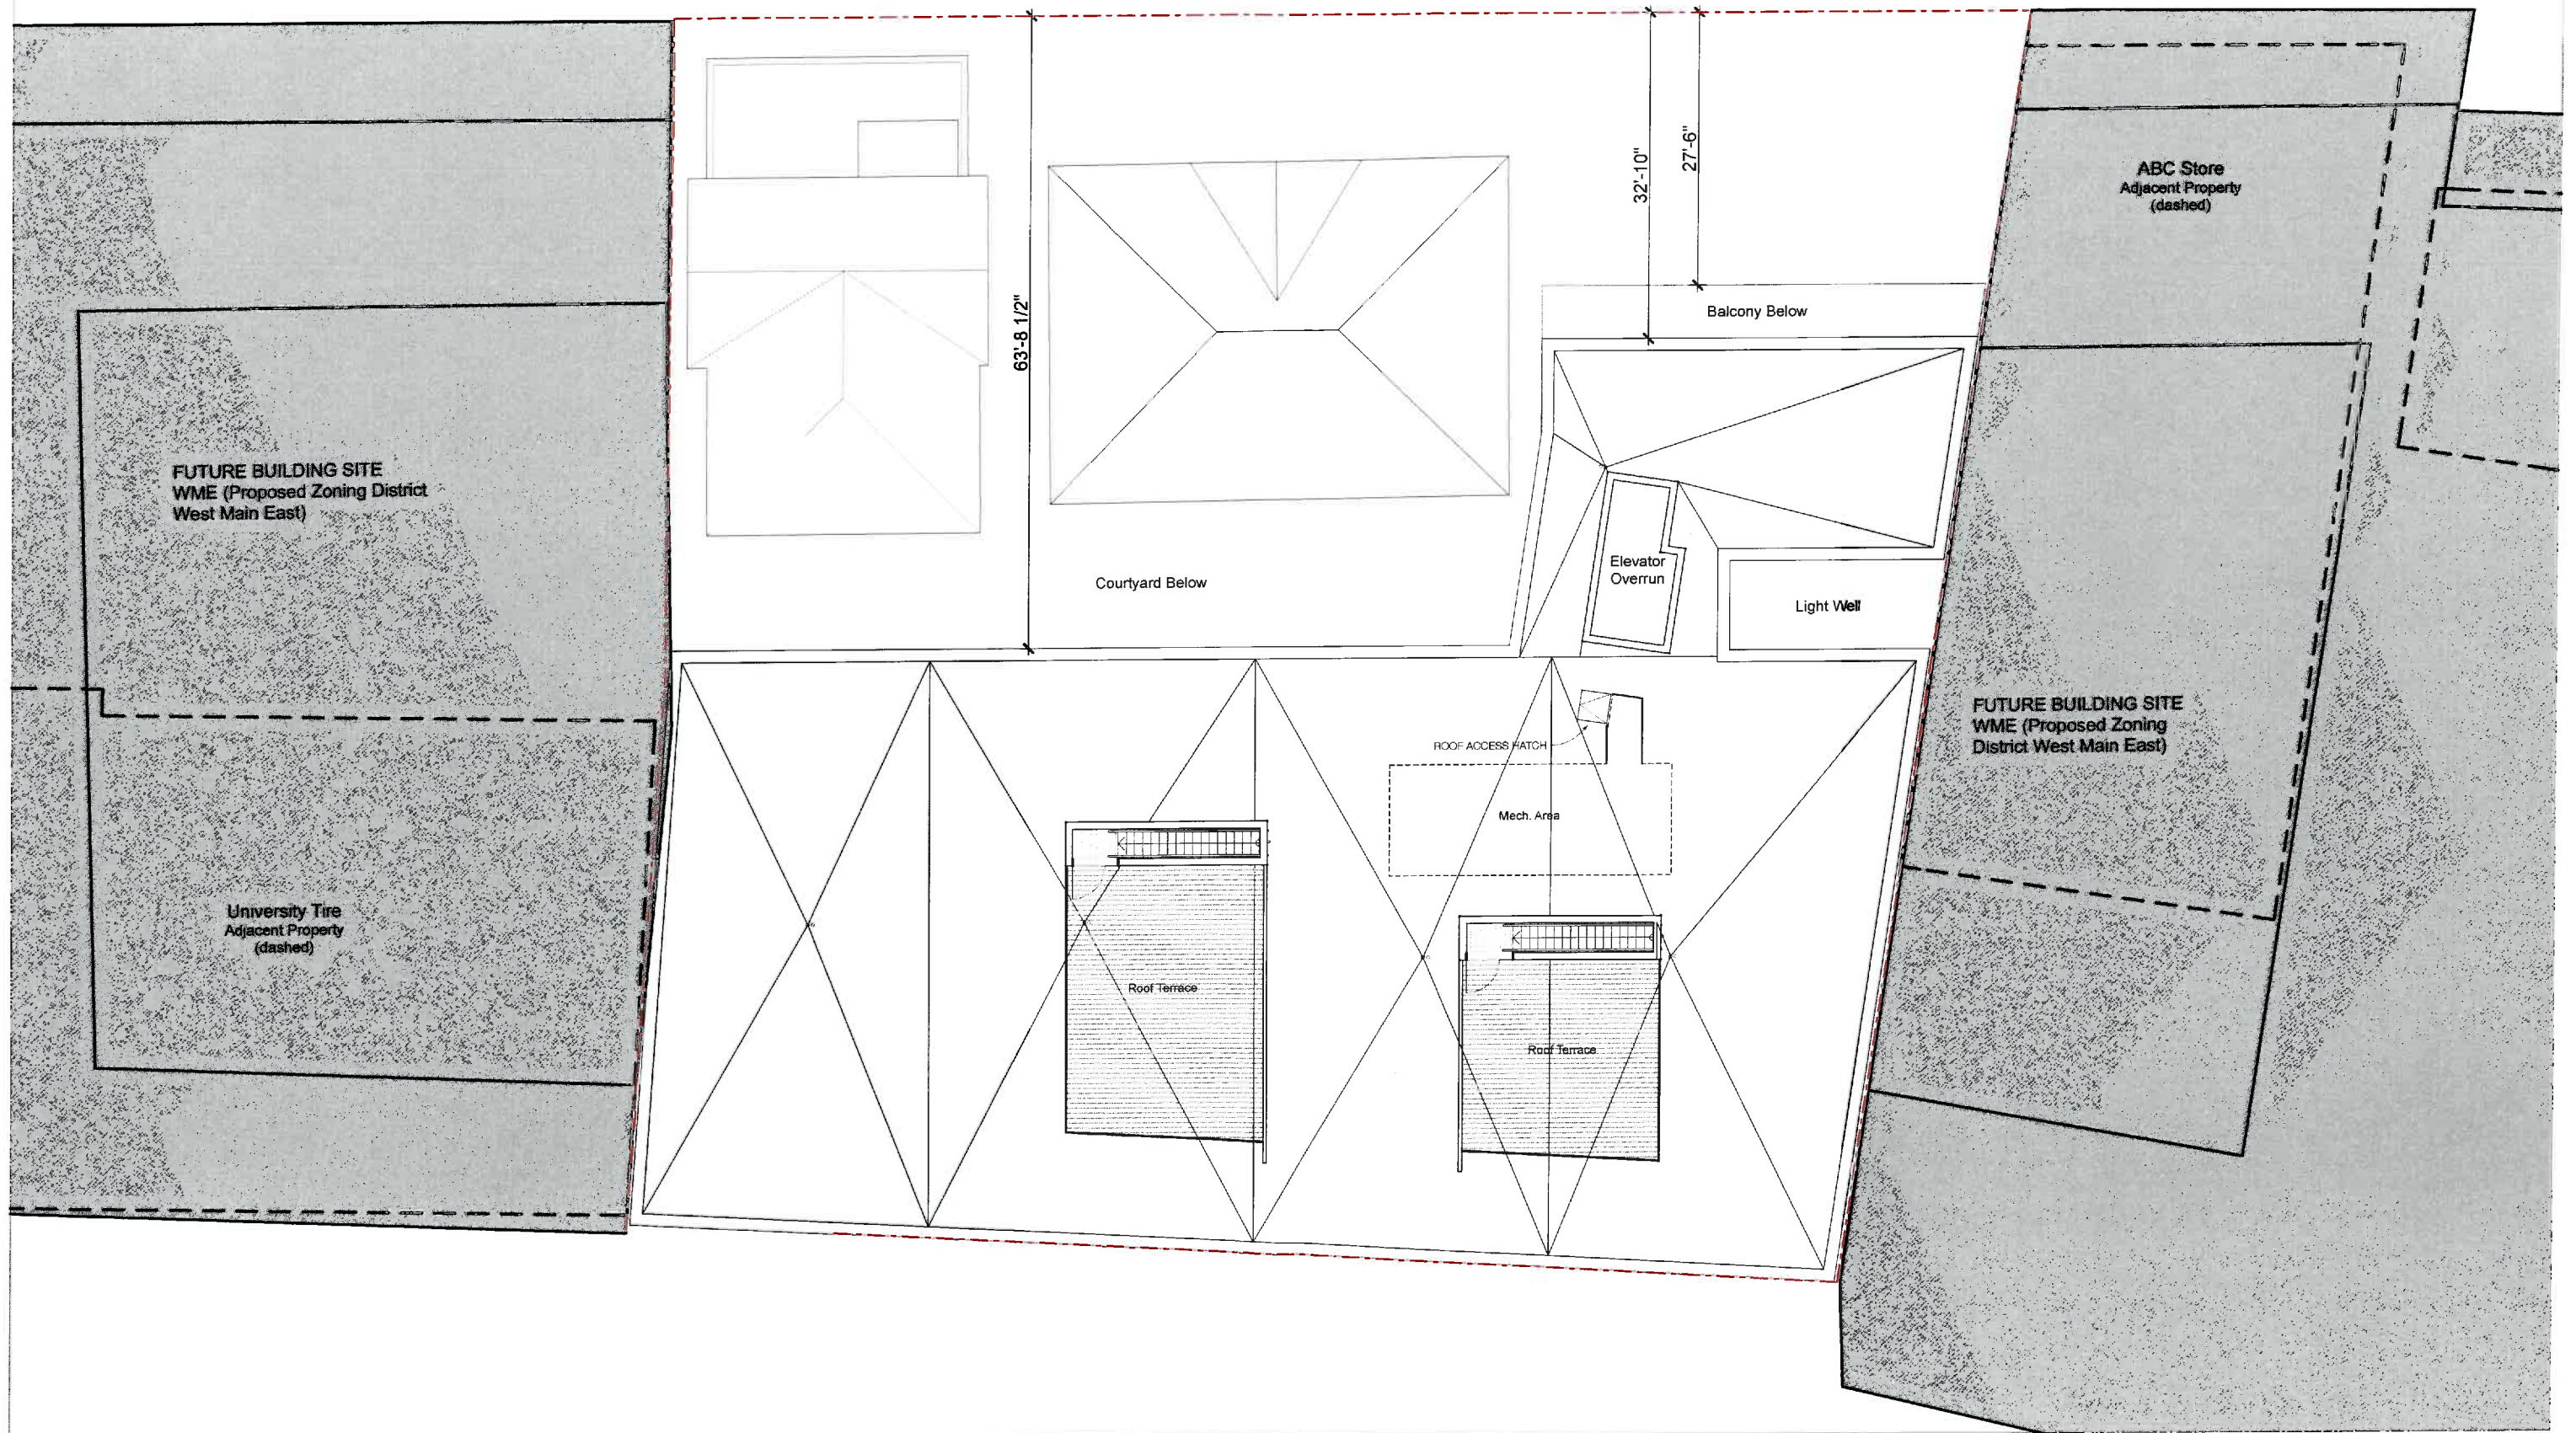 ABC Store
Adjacent Property
(dashed)
32'-10"
27'-6"
63'-8 1/2"
Balcony Below
FUTURE BUILDING SITE
WME (Proposed Zoning District
West Main East)
Elevator
Overrun
Courtyard Below
Light Well
FUTURE BUILDING SITE
WME (Proposed Zoning
District West Main East)
ROOF ACCESS HATCH
Mech. Area
University Tire
Adjacent Property
(dashed)
Roof Terrace
Roof Terrace